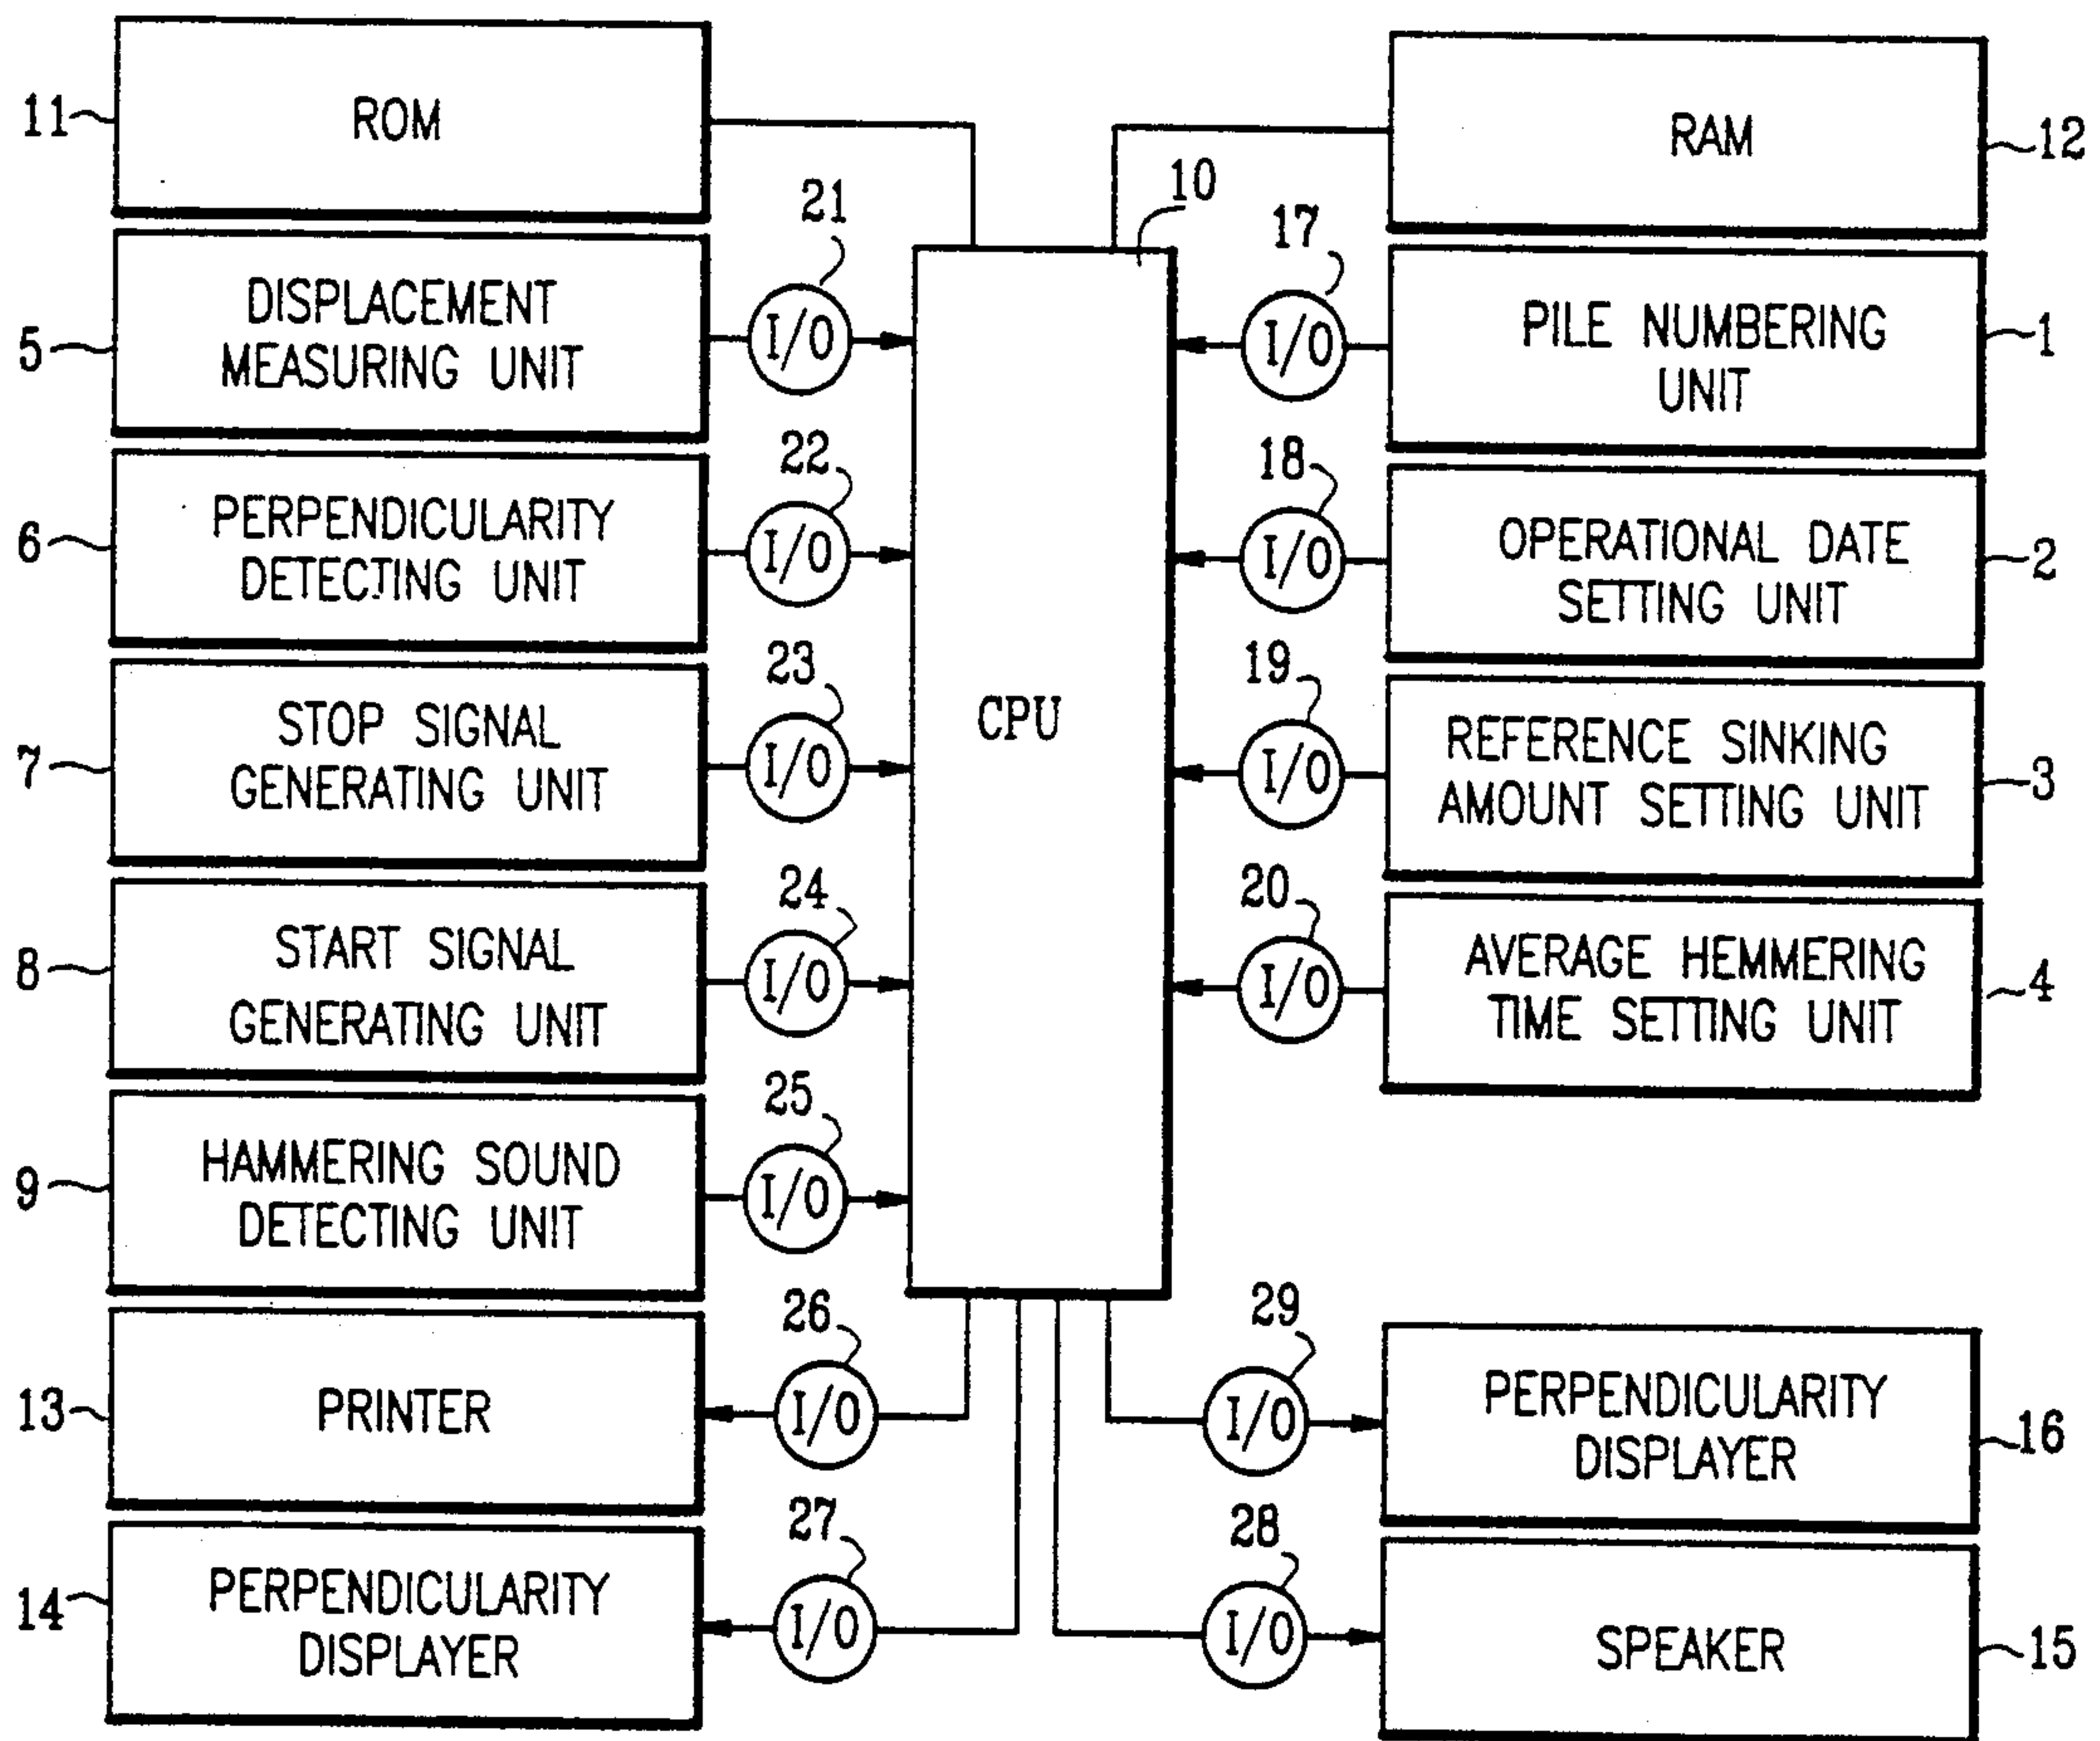 11
ROM
RAM
12
10
21
17
5
DISPLACEMENT
MEASURING UNIT
I/O
I/O
PILE NUMBERING
UNIT
1
22
18
6
PERPENDICULARITY
DETECTING UNIT
I/O
I/O
OPERATIONAL DATE
SETTING UNIT
2
23
19
7
STOP SIGNAL
GENERATING UNIT
I/O
CPU
I/O
REFERENCE SINKING
AMOUNT SETTING UNIT
3
24
20
8
START SIGNAL
GENERATING UNIT
I/O
I/O
AVERAGE HEMMERING
TIME SETTING UNIT
4
25
9
HAMMERING SOUND
DETECTING UNIT
I/O
26
29
13
PRINTER
I/O
I/O
PERPENDICULARITY
DISPLAYER
16
27
28
14
PERPENDICULARITY
DISPLAYER
I/O
I/O
SPEAKER
15